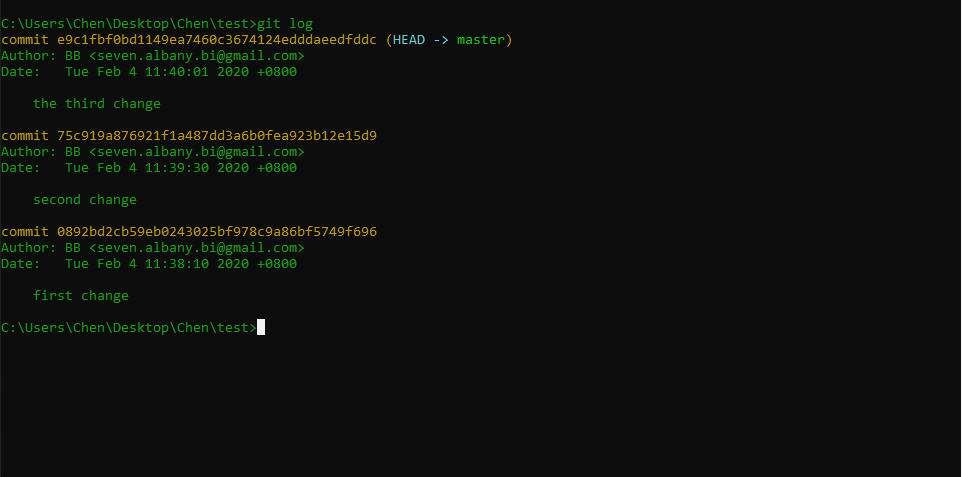 C:\Users\Chen\Desktop\Chen\test>git log
commit e9c1fbf0bd1149ea7460c3674124edddaeedfddc (HEAD -> master)
Author: BB <seven.albany.bi@gmail.com>
Date:   Tue Feb 4 11:40:01 2020 +0800
    the third change
commit 75c919a876921f1a487dd3a6b0fea923b12e15d9
Author: BB <seven.albany.bi@gmail.com>
Date:   Tue Feb 4 11:39:30 2020 +0800
    second change
commit 0892bd2cb59eb0243025bf978c9a86bf5749f696
Author: BB <seven.albany.bi@gmail.com>
Date:   Tue Feb 4 11:38:10 2020 +0800
    first change
C:\Users\Chen\Desktop\Chen\test>